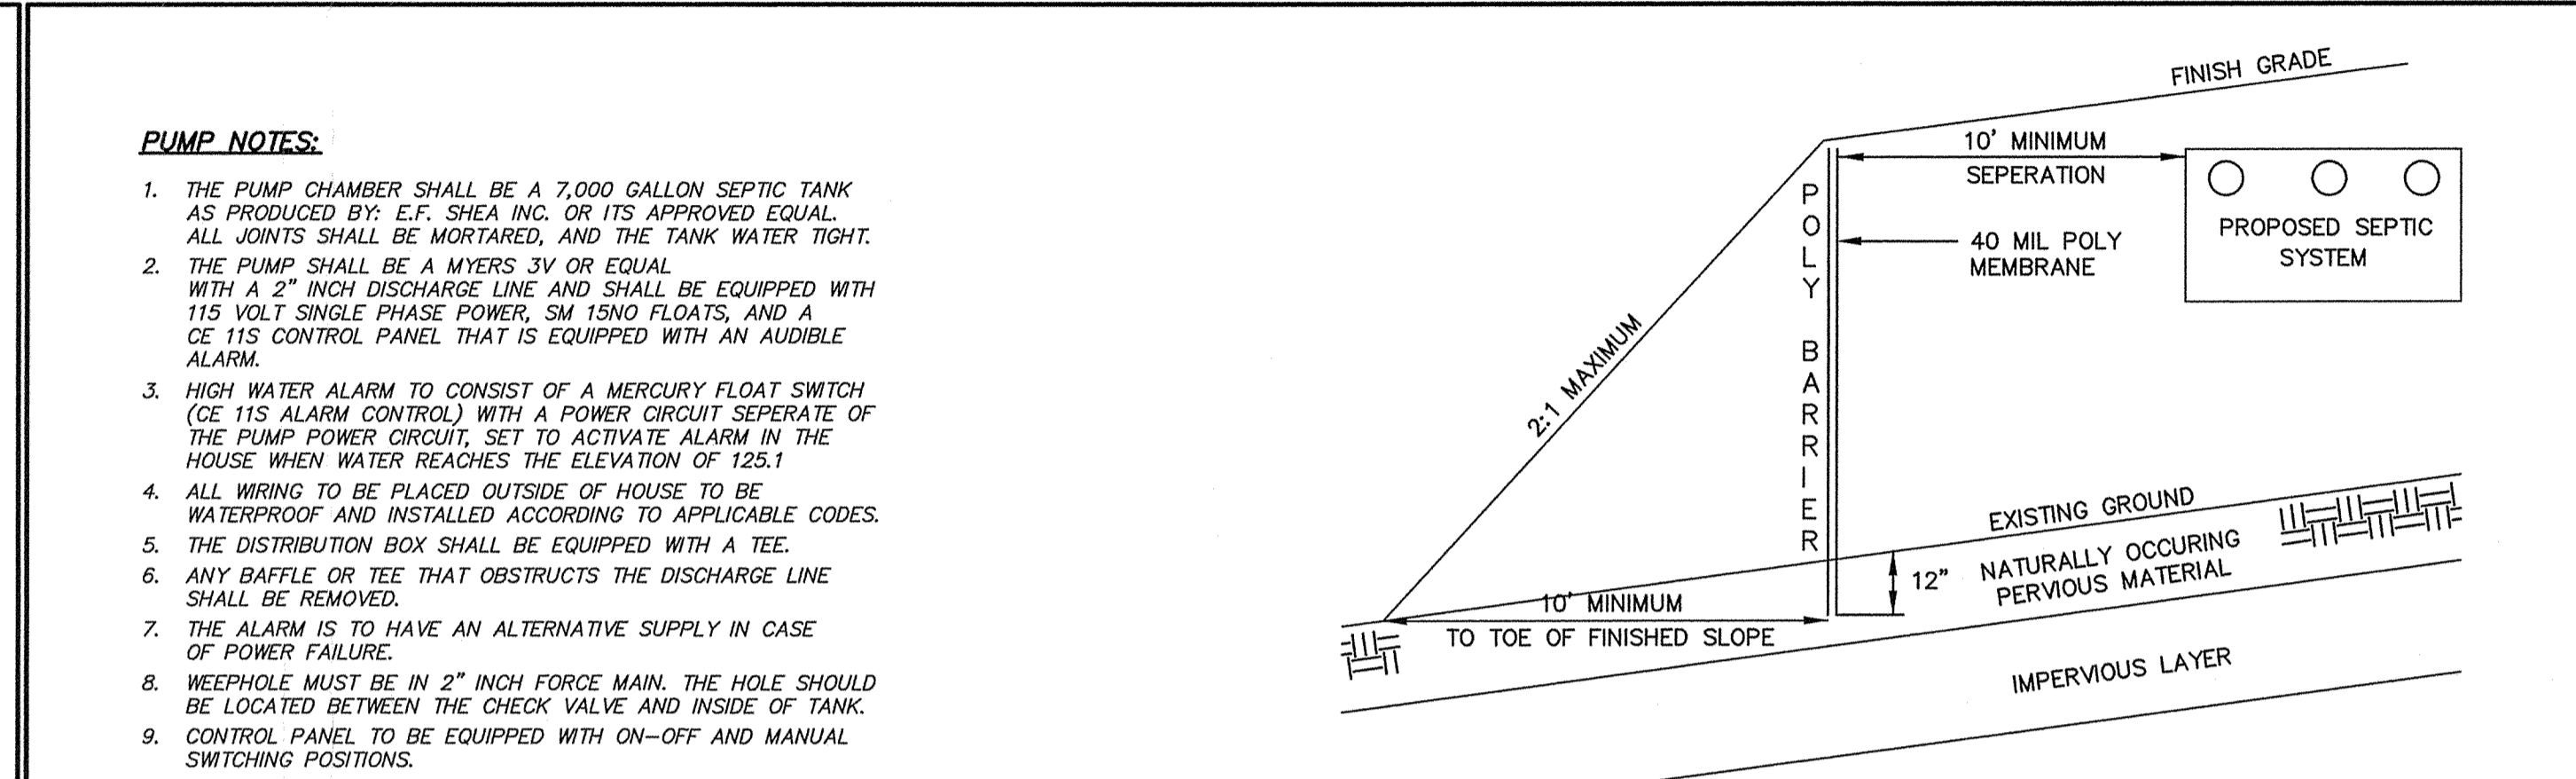 PUMP NOTES:
1. THE PUMP CHAMBER SHALL BE A 7,000 GALLON SEPTIC TANK
AS PRODUCED BY: E.F. SHEA INC. OR ITS APPROVED EQUAL.
ALL JOINTS SHALL BE MORTARED, AND THE TANK WATER TIGHT.
2. THE PUMP SHALL BE A MYERS 3V OR EQUAL
WITH A 2" INCH DISCHARGE LINE AND SHALL BE EQUIPPED WITH
115 VOLT SINGLE PHASE POWER, SM 15NO FLOATS, AND A
CE 11S CONTROL PANEL THAT IS EQUIPPED WITH AN AUDIBLE
ALARM.
3. HIGH WATER ALARM TO CONSIST OF A MERCURY FLOAT SWITCH
(CE 11S ALARM CONTROL) WITH A POWER CIRCUIT SEPERATE OF
THE PUMP POWER CIRCUIT, SET TO ACTIVATE ALARM IN THE
HOUSE WHEN WATER REACHES THE ELEVATION OF 125.1
4. ALL WIRING TO BE PLACED OUTSIDE OF HOUSE TO BE
WATERPROOF AND INSTALLED ACCORDING TO APPLICABLE CODES.
5. THE DISTRIBUTION BOX SHALL BE EQUIPPED WITH A TEE.
6. ANY BAFFLE OR TEE THAT OBSTRUCTS THE DISCHARGE LINE
SHALL BE REMOVED.
7. THE ALARM IS TO HAVE AN ALTERNATIVE SUPPLY IN CASE
OF POWER FAILURE.
8. WEEPHOLE MUST BE IN 2" INCH FORCE MAIN. THE HOLE SHOULD
BE LOCATED BETWEEN THE CHECK VALVE AND INSIDE OF TANK.
9. CONTROL PANEL TO BE EQUIPPED WITH ON-OFF AND MANUAL
SWITCHING POSITIONS.
FINISH GRADE
10' MINIMUM
SEPERATION
40 MIL POLY
MEMBRANE
PROPOSED SEPTIC
SYSTEM
POLY BARRIER
2:1 MAXIMUM
EXISTING GROUND
12"
NATURALLY OCCURING
PERVIOUS MATERIAL
10' MINIMUM
TO TOE OF FINISHED SLOPE
IMPERVIOUS LAYER